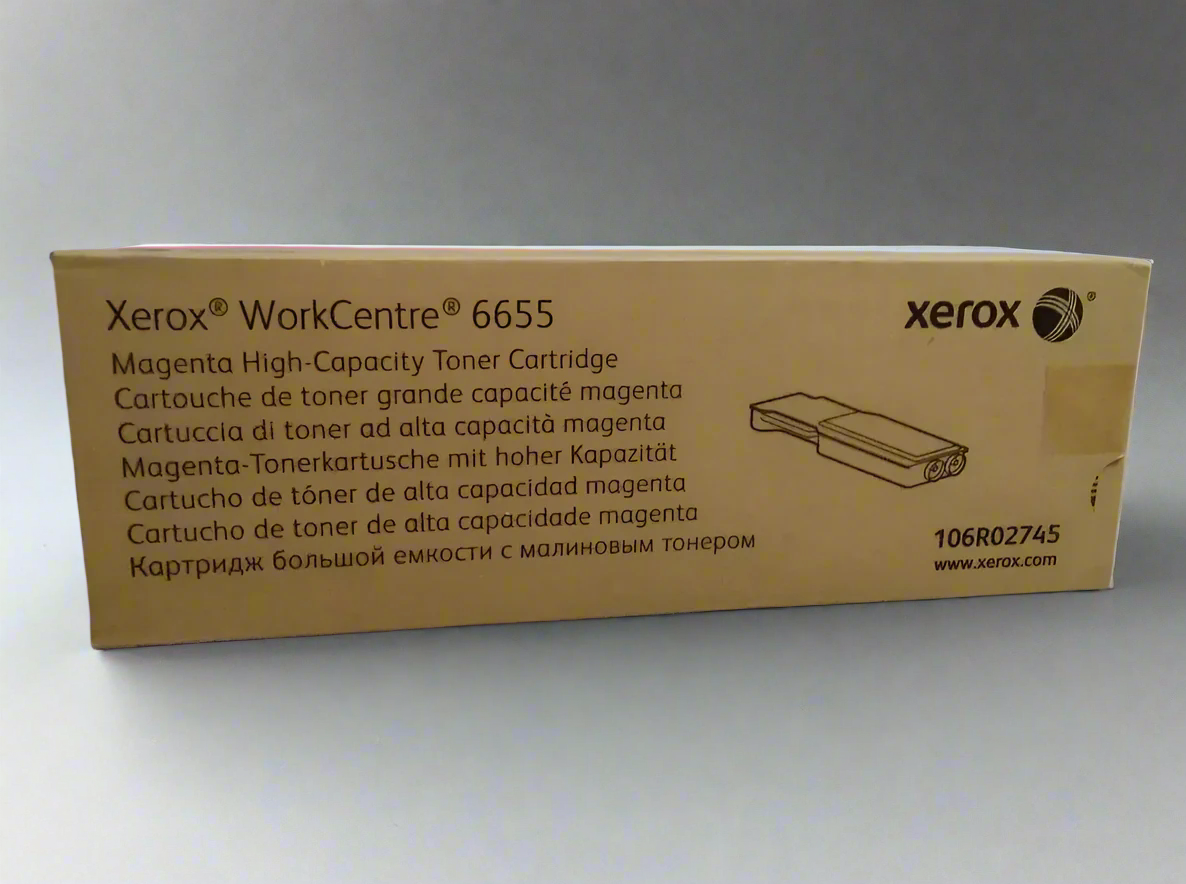 Xerox® WorkCentre® 6655
xerox ®
Magenta High-Capacity Toner Cartridge
Cartouche de toner grande capacité magenta
Cartuccia di toner ad alta capacità magenta
Magenta-Tonerkartusche mit hoher Kapazität
Cartucho de tóner de alta capacidad magenta
Cartucho de toner de alta capacidade magenta
Картридж большой емкости с малиновым тонером
106R02745
www.xerox.com